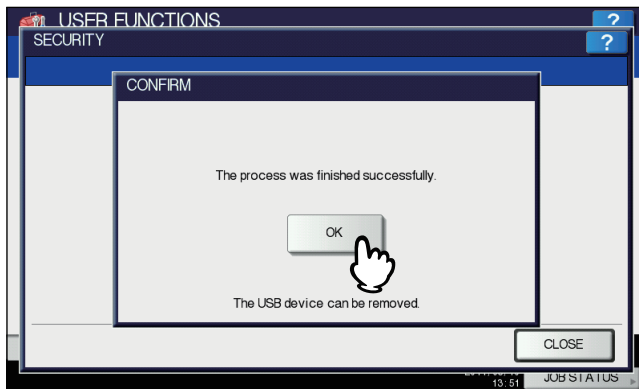 USER FUNCTIONS
?
SECURITY
?
CONFIRM
The process was finished successfully.
OK
The USB device can be removed.
CLOSE
13:51
JOB STATUS